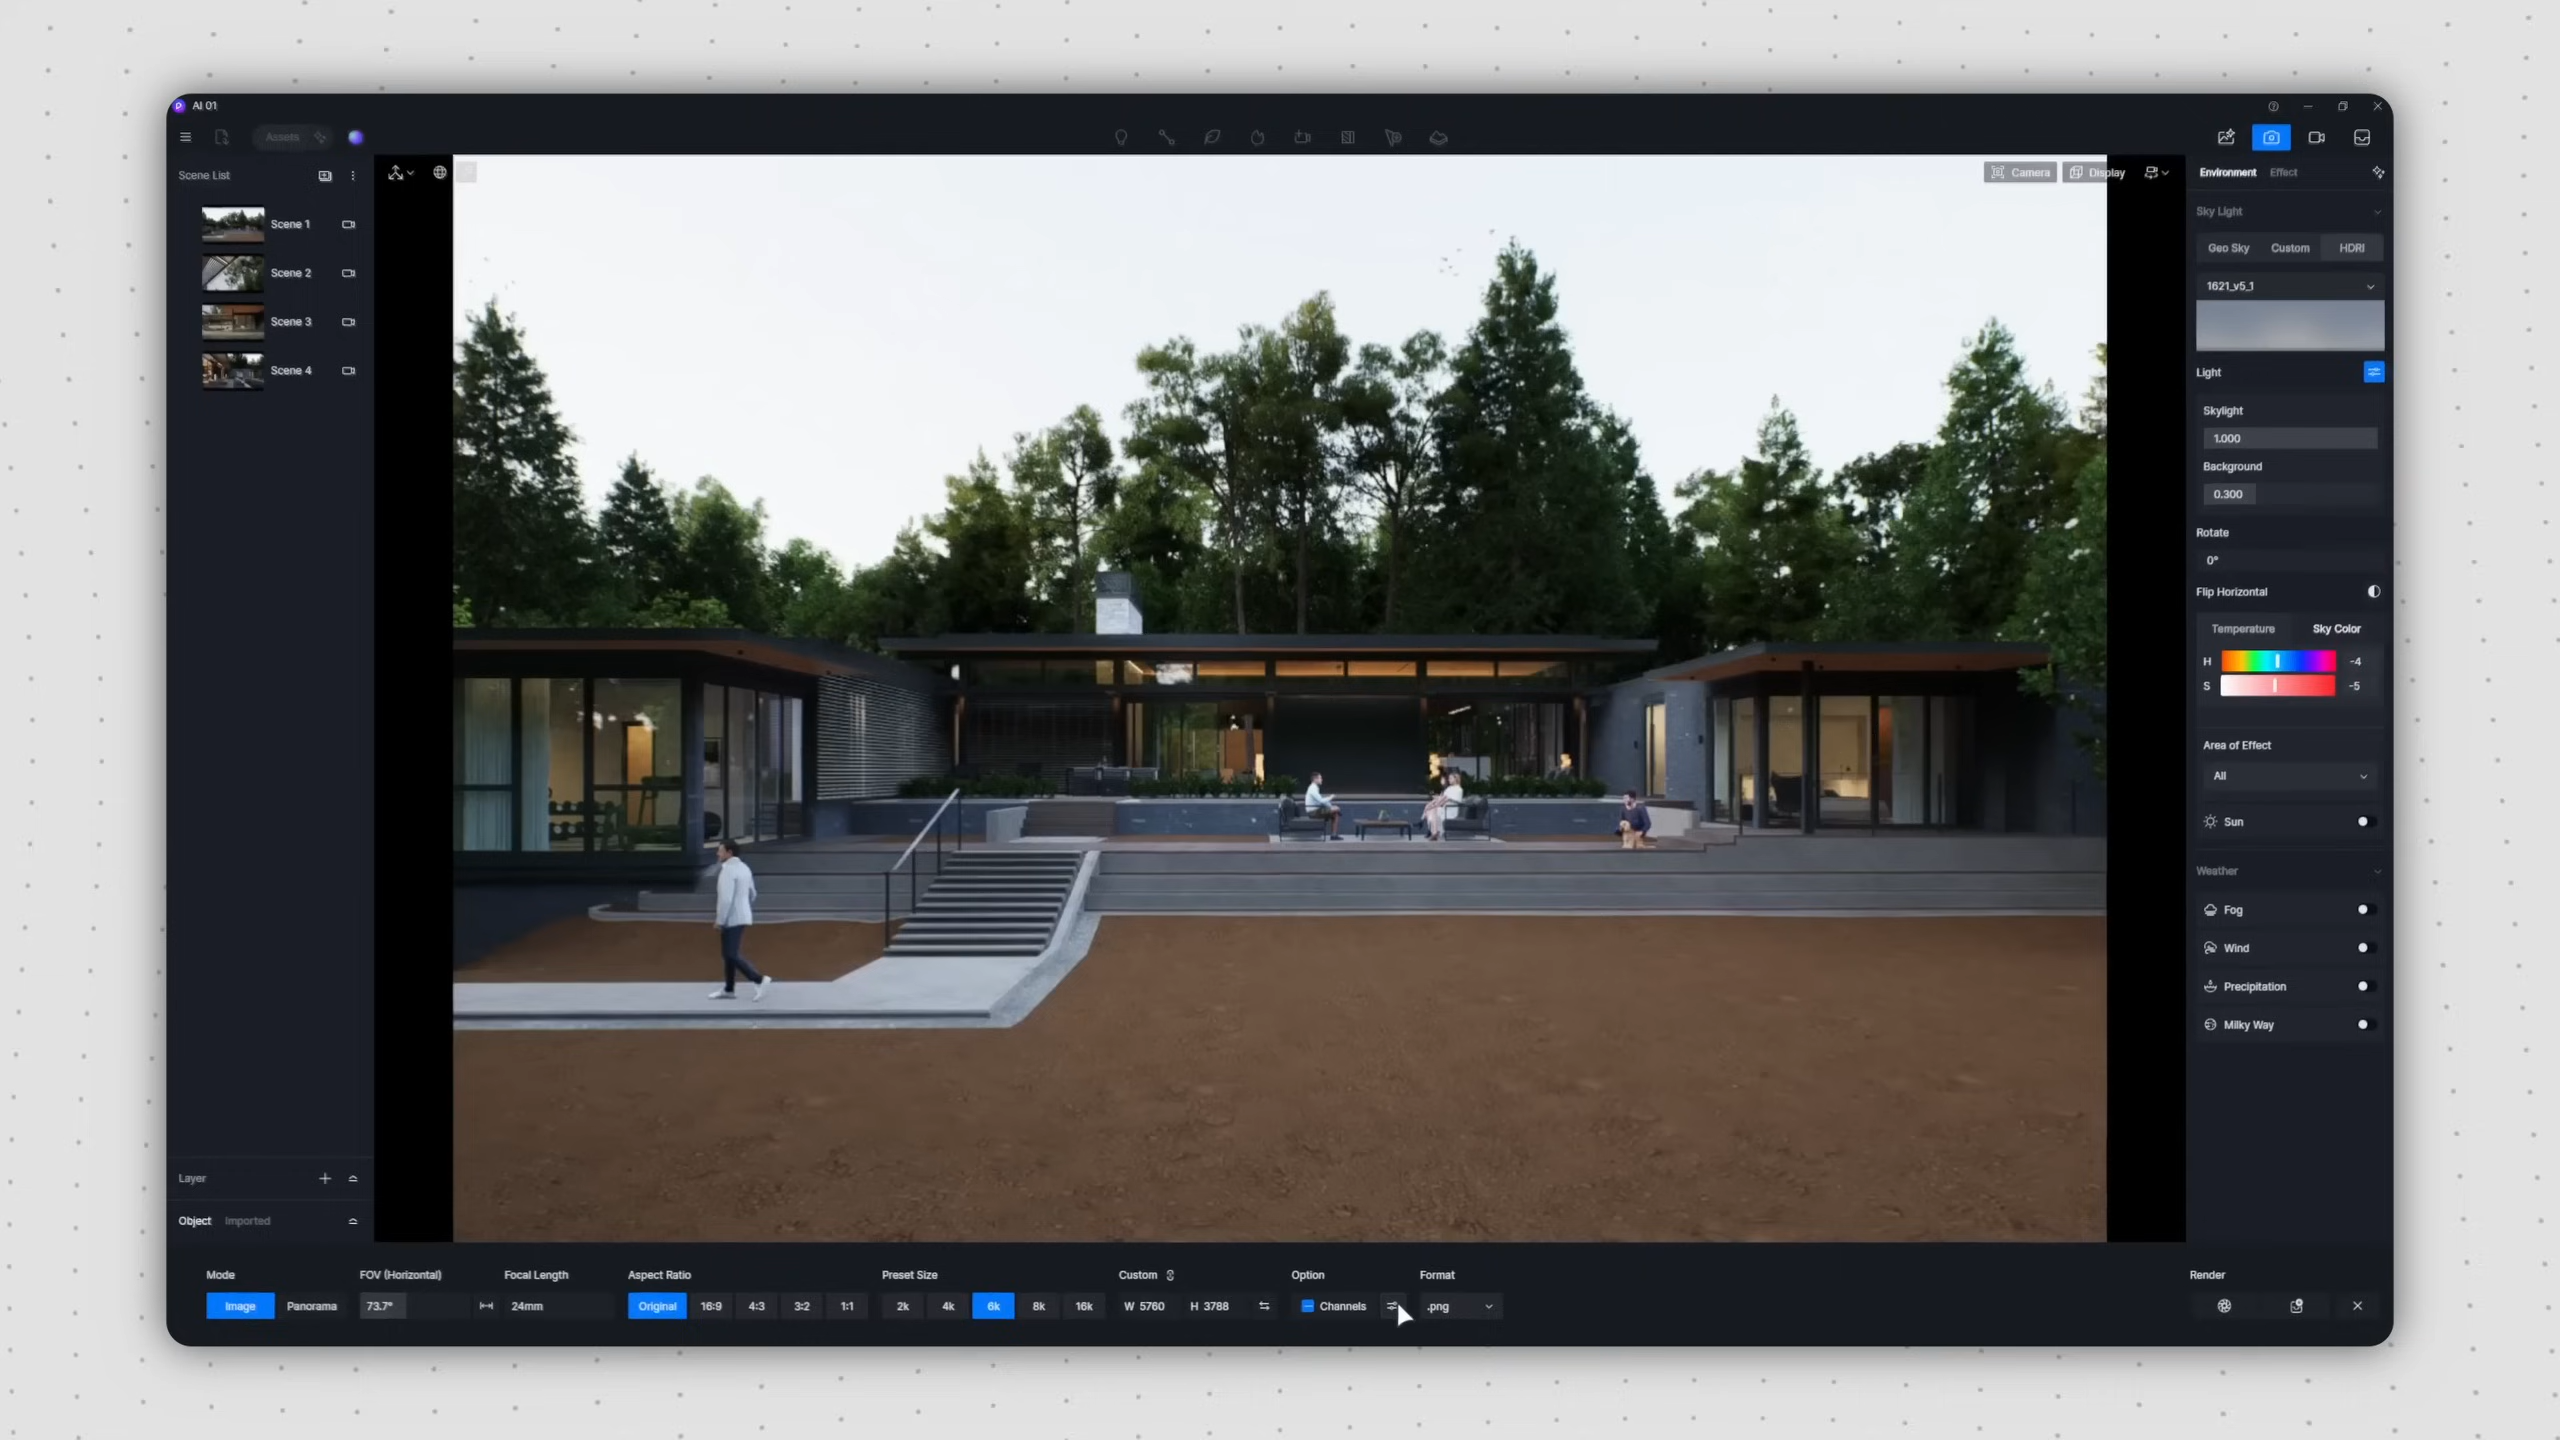 AI 01
Assets
Scene List
Scene 1
Scene 2
Scene 3
Scene 4
Layer
Object Imported
Camera Display
Environment Effect
Sky Light
Geo Sky Custom HDRI
1621_v5_1
Light
Skylight
1.000
Background
0.300
Rotate
0°
Flip Horizontal
Temperature Sky Color
H -4
S -5
Area of Effect
All
Sun
Weather
Fog
Wind
Precipitation
Milky Way
Mode FOV (Horizontal) Focal Length Aspect Ratio Preset Size Custom Option Format Render
Image Panorama 73.7° 24mm Original 16:9 4:3 3:2 1:1 2k 4k 6k 8k 16k W 5760 H 3788 Channels .png